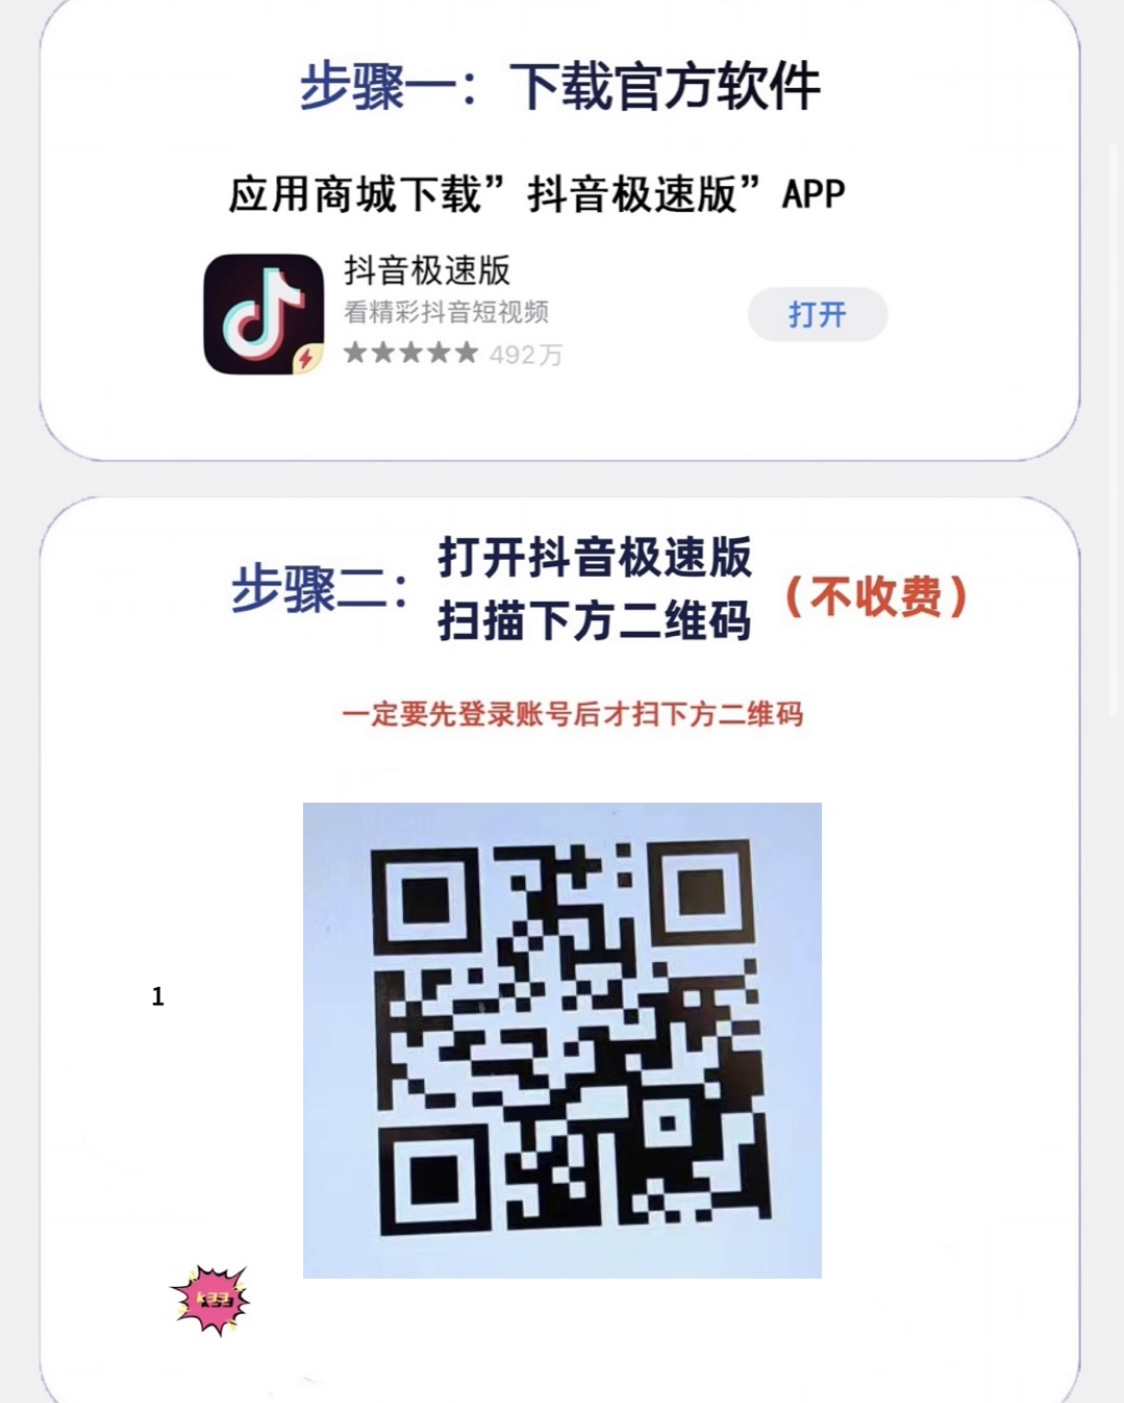 步骤一：下载官方软件
应用商城下载”抖音极速版”APP
抖音极速版
看精彩抖音短视频
492万
打开
步骤二：
打开抖音极速版
扫描下方二维码
（不收费）
一定要先登录账号后才扫下方二维码
1
k33